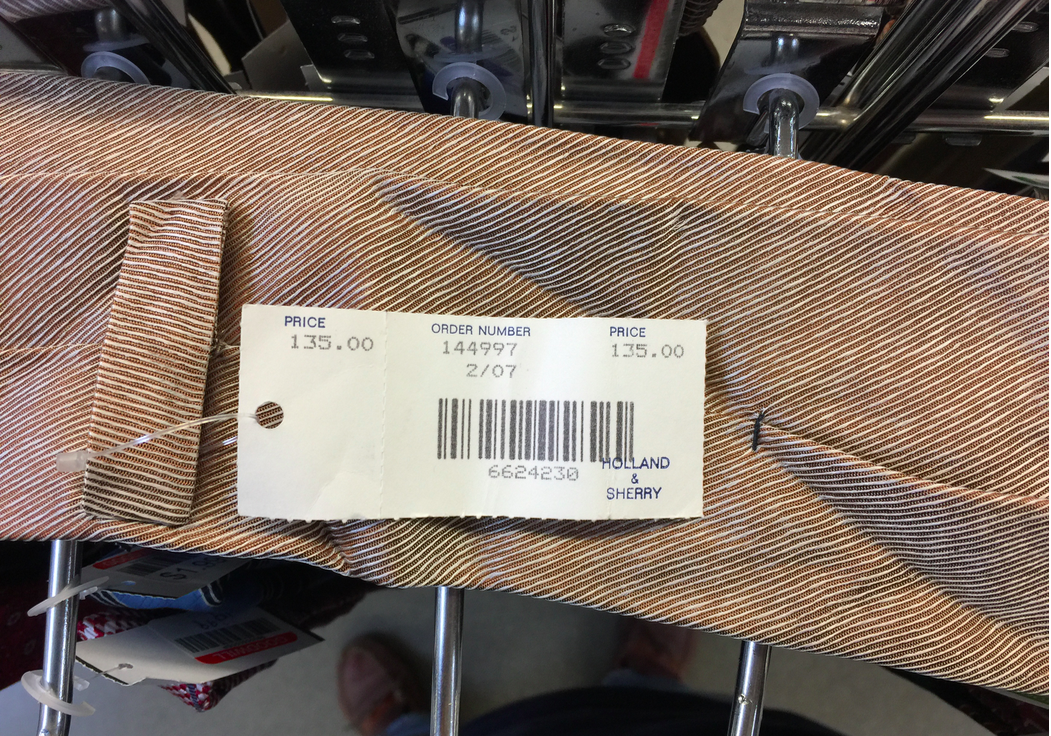 PRICE
135.00
ORDER NUMBER
144997
2/07
PRICE
135.00
6624230
HOLLAND
&
SHERRY